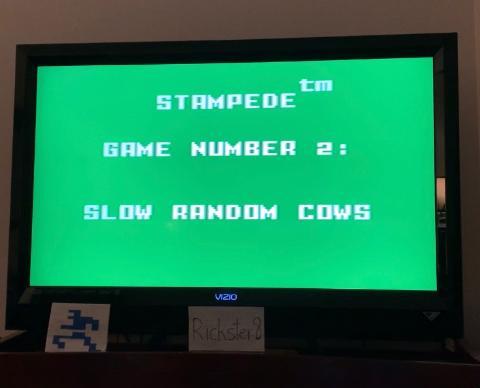 STAMPEDE tm
GAME NUMBER 2:
SLOW RANDOM COWS
VIZIO
Rickster8